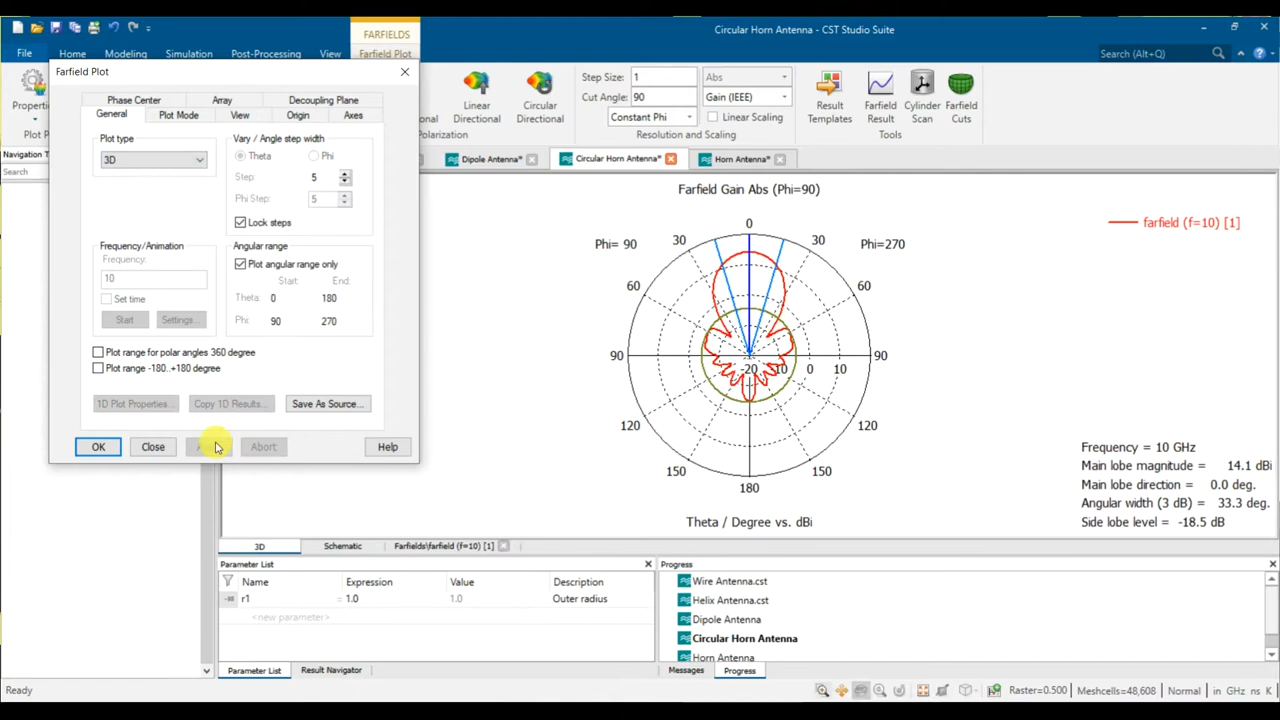 FARFIELDS
Circular Horn Antenna - CST Studio Suite
File
Home
Modeling
Simulation
Post-Processing
View
Farfield Plot
Search (Alt+Q)
Farfield Plot
Phase Center
Array
Decoupling Plane
General
Plot Mode
View
Origin
Axes
Plot type
3D
Vary / Angle step width
Theta
Phi
Step:
5
Phi Step:
5
Lock steps
Frequency/Animation
Frequency:
10
Set time
Start
Settings...
Angular range
Plot angular range only
Start:
End:
Theta:
0
180
Phi:
90
270
Plot range for polar angles 360 degree
Plot range -180..+180 degree
1D Plot Properties...
Copy 1D Results...
Save As Source...
OK
Close
Abort
Help
Properties
Linear
Directional
Circular
Directional
Step Size:
1
Abs
Cut Angle:
90
Gain (IEEE)
Constant Phi
Linear Scaling
Resolution and Scaling
Result
Templates
Farfield
Result
Cylinder
Scan
Farfield
Cuts
Tools
Plot P
Navigation T
Search
Dipole Antenna*
Circular Horn Antenna*
Horn Antenna*
Farfield Gain Abs (Phi=90)
farfield (f=10) [1]
Phi= 90
30
0
30
Phi=270
60
60
90
-20
-10
0
10
90
120
120
150
150
180
Theta / Degree vs. dBi
Frequency = 10 GHz
Main lobe magnitude = 14.1 dBi
Main lobe direction = 0.0 deg.
Angular width (3 dB) = 33.3 deg.
Side lobe level = -18.5 dB
3D
Schematic
Farfields\farfield (f=10) [1]
Parameter List
Name
Expression
Value
Description
r1
= 1.0
1.0
Outer radius
<new parameter>
Parameter List
Result Navigator
Progress
Wire Antenna.cst
Helix Antenna.cst
Dipole Antenna
Circular Horn Antenna
Horn Antenna
Messages
Progress
Ready
Raster=0.500
Meshcells=48,608
Normal
in GHz ns K